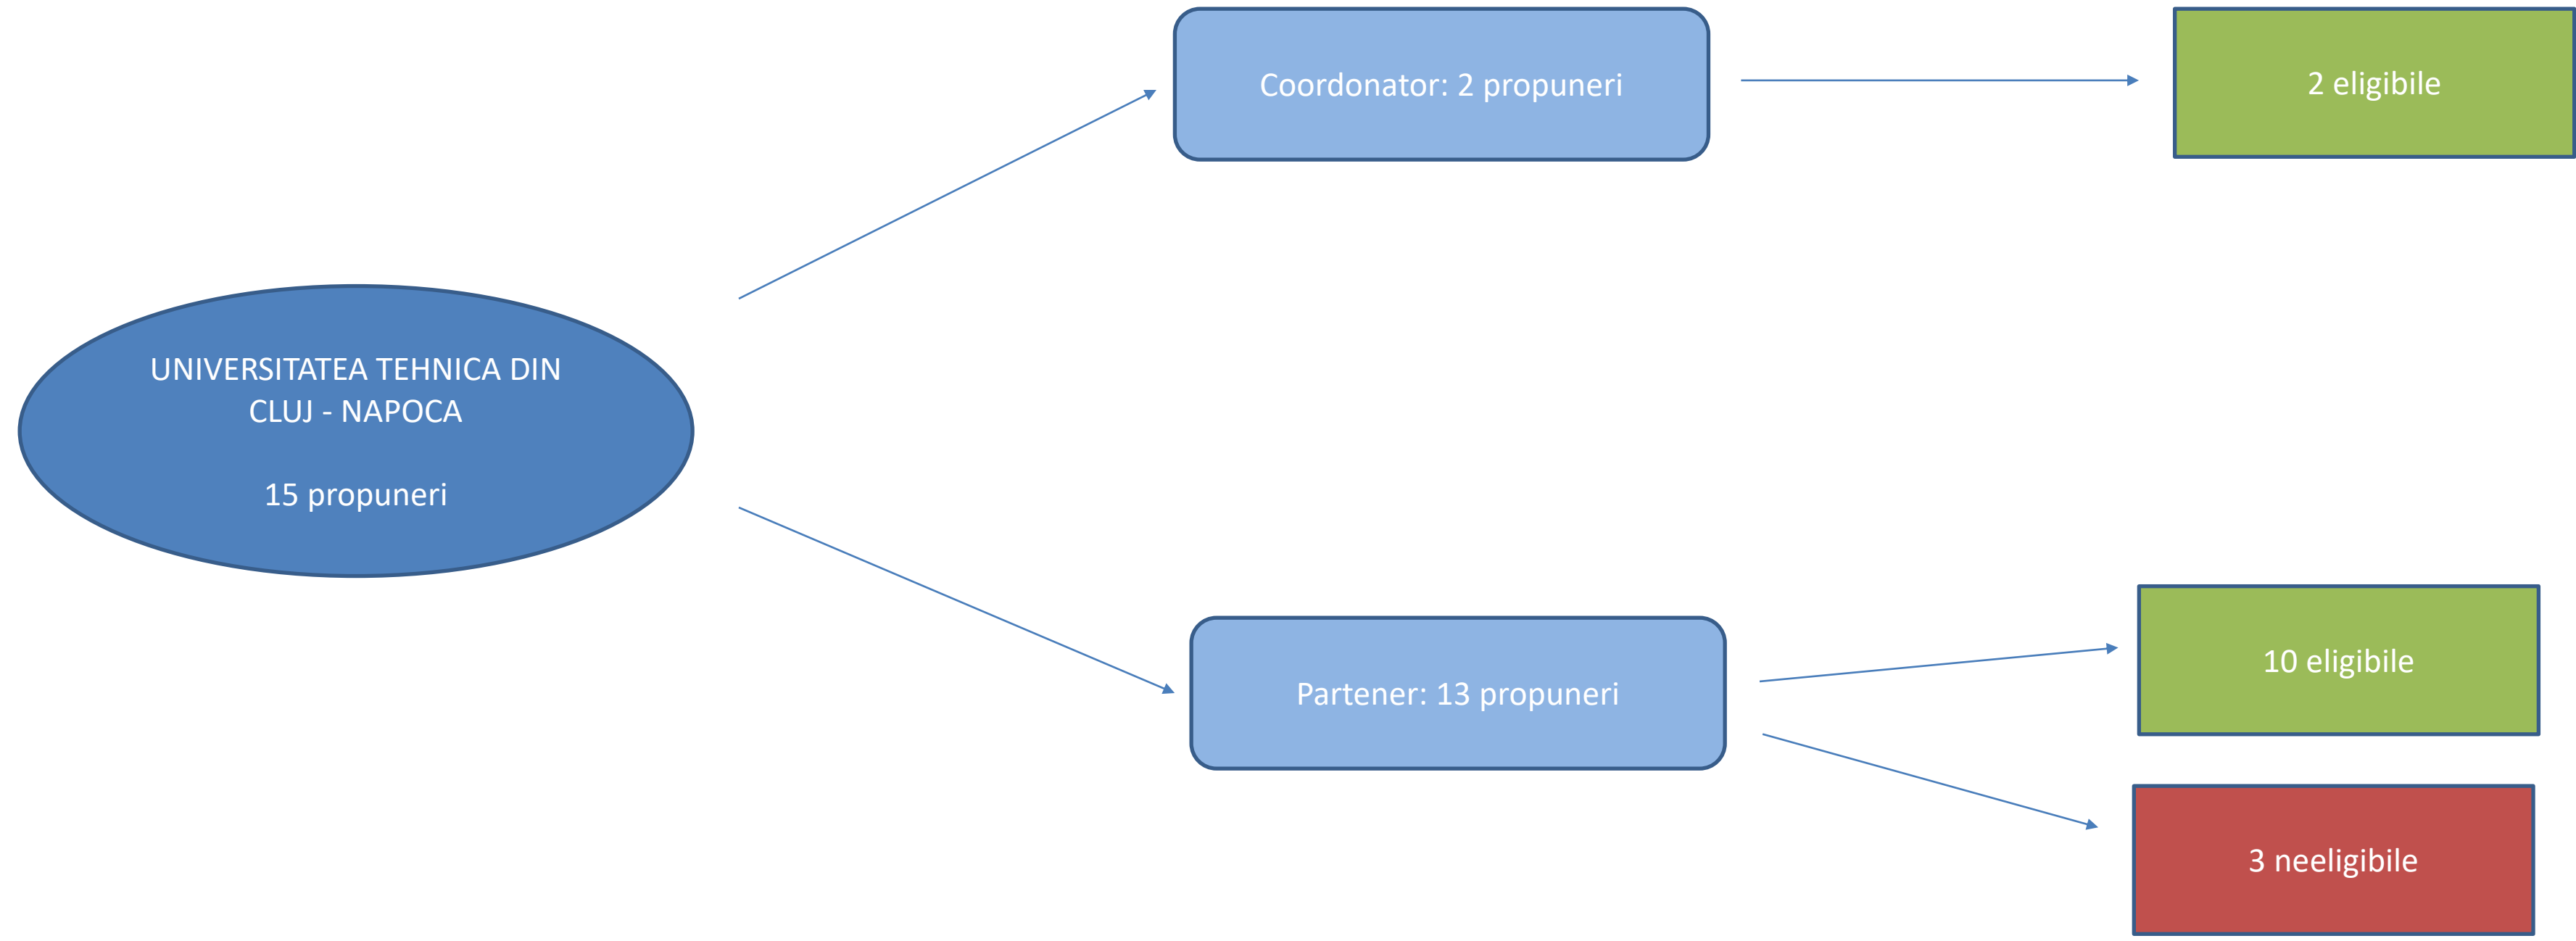 UNIVERSITATEA TEHNICA DIN
CLUJ - NAPOCA
15 propuneri
Coordonator: 2 propuneri
2 eligibile
Partener: 13 propuneri
10 eligibile
3 neeligibile